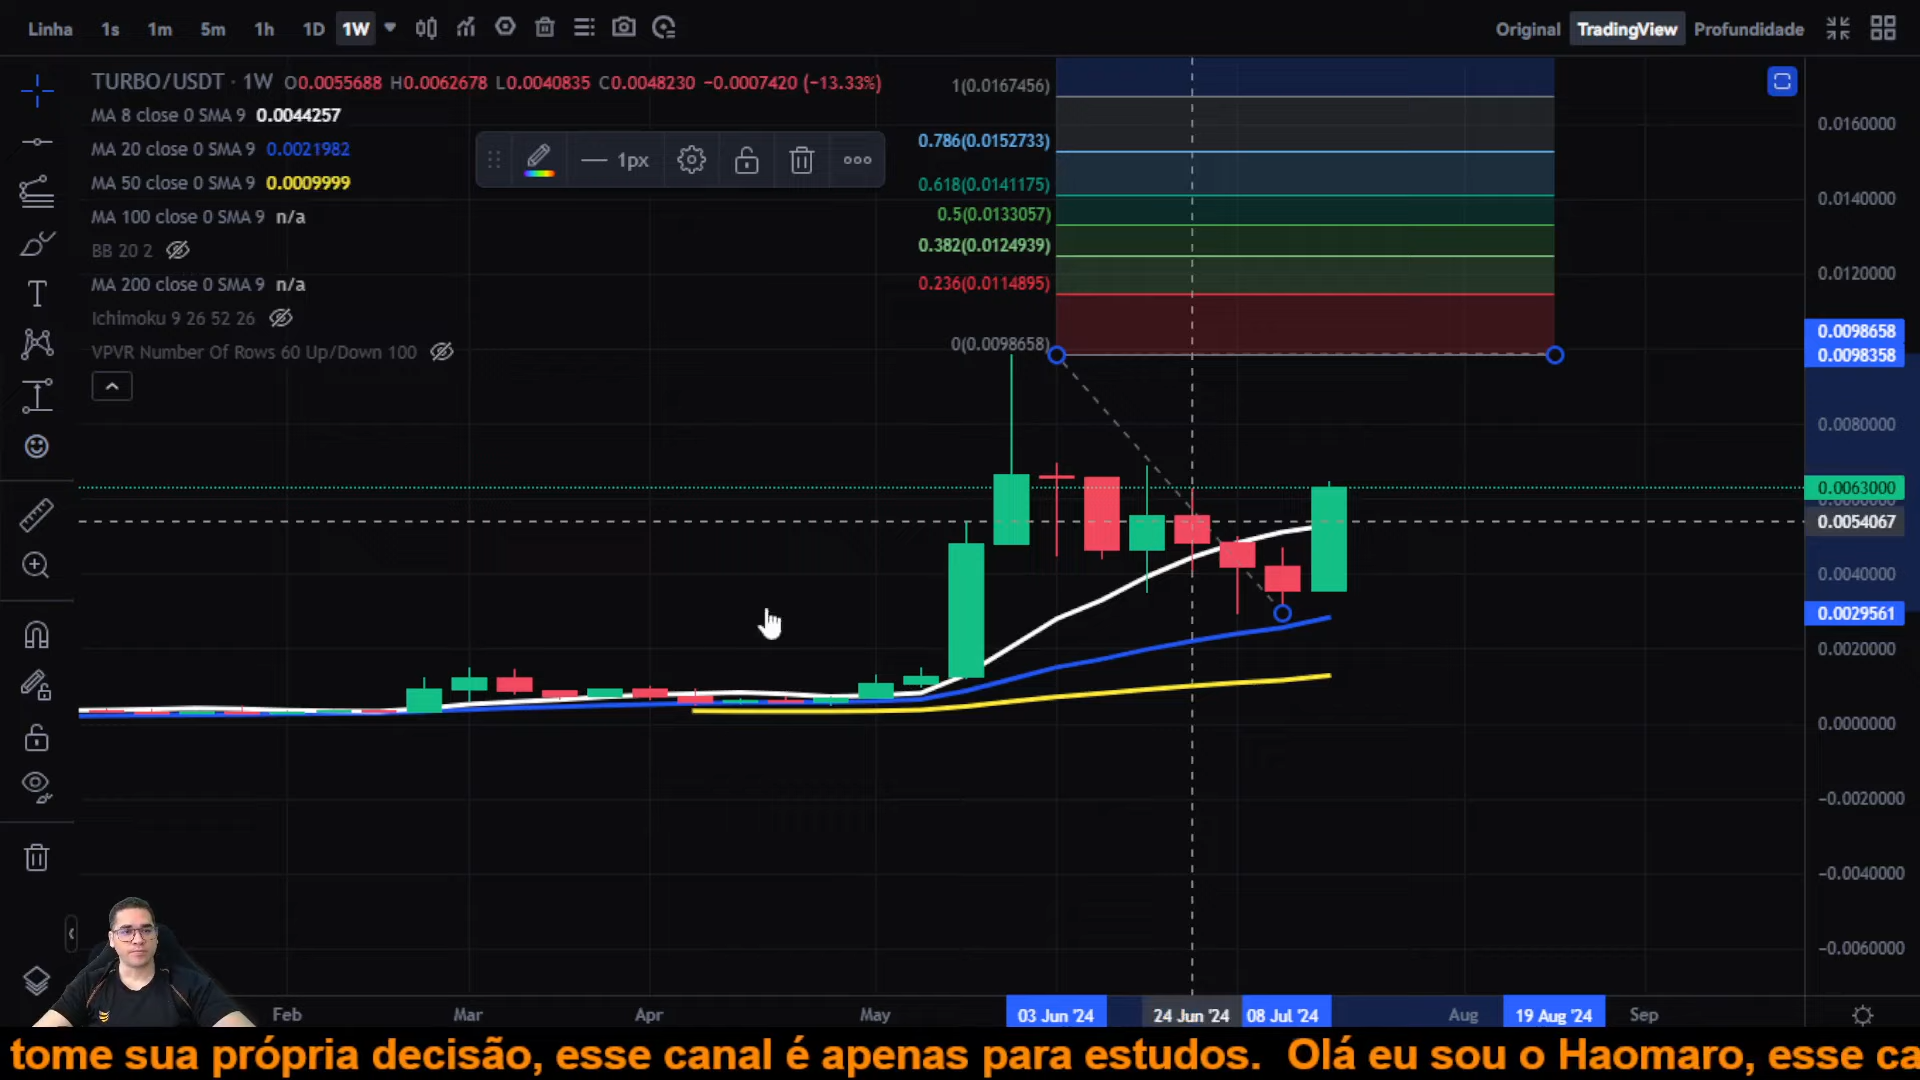 Linha 1s 1m 5m 1h 1D 1W Original TradingView Profundidade
TURBO/USDT · 1W O0.0055688 H0.0062678 L0.0040835 C0.0048230 −0.0007420 (−13.33%)
MA 8 close 0 SMA 9 0.0044257
MA 20 close 0 SMA 9 0.0021982
MA 50 close 0 SMA 9 0.0009999
MA 100 close 0 SMA 9 n/a
BB 20 2
MA 200 close 0 SMA 9 n/a
Ichimoku 9 26 52 26
VPVR Number Of Rows 60 Up/Down 100
1px
1(0.0167456)
0.786(0.0152733)
0.618(0.0141175)
0.5(0.0133057)
0.382(0.0124939)
0.236(0.0114895)
0(0.0098658)
0.0160000
0.0140000
0.0120000
0.0098658
0.0098358
0.0080000
0.0063000
0.0054067
0.0040000
0.0029561
0.0020000
0.0000000
−0.0020000
−0.0040000
−0.0060000
Feb Mar Apr May 03 Jun '24 24 Jun '24 08 Jul '24 Aug 19 Aug '24 Sep
tome sua própria decisão, esse canal é apenas para estudos. Olá eu sou o Haomaro, esse ca